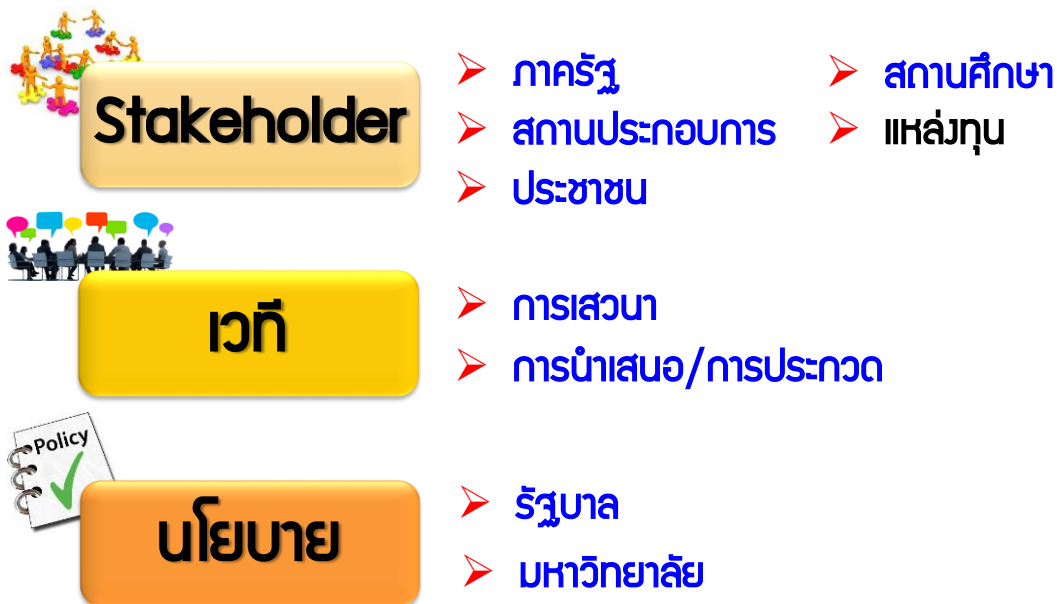 Stakeholder
➢ ภาครัฐ
➢ สถานประกอบการ
➢ ประชาชน
➢ สถานศึกษา
➢ แหล่งทุน
เวที
➢ การเสวนา
➢ การนำเสนอ/การประกวด
Policy
นโยบาย
➢ รัฐบาล
➢ มหาวิทยาลัย